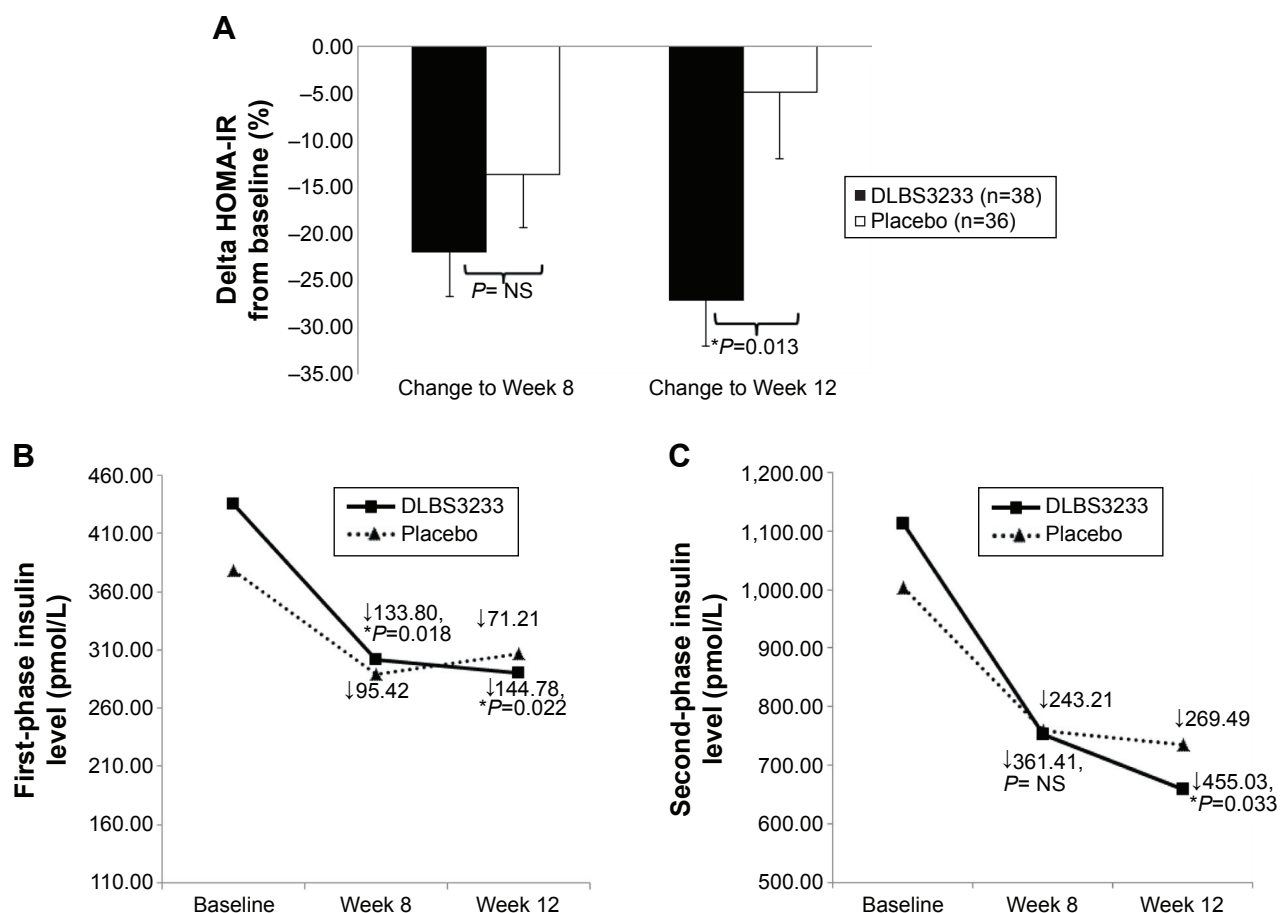 A
Delta HOMA-IR
from baseline (%)
0.00
–5.00
–10.00
–15.00
–20.00
–25.00
–30.00
–35.00
P= NS
*P=0.013
Change to Week 8
Change to Week 12
DLBS3233 (n=38)
Placebo (n=36)
B
First-phase insulin
level (pmol/L)
460.00
410.00
360.00
310.00
260.00
210.00
160.00
110.00
DLBS3233
Placebo
↓133.80,
*P=0.018
↓71.21
↓95.42
↓144.78,
*P=0.022
Baseline
Week 8
Week 12
C
Second-phase insulin
level (pmol/L)
1,200.00
1,100.00
1,000.00
900.00
800.00
700.00
600.00
500.00
DLBS3233
Placebo
↓243.21
↓269.49
↓361.41,
P= NS
↓455.03,
*P=0.033
Baseline
Week 8
Week 12